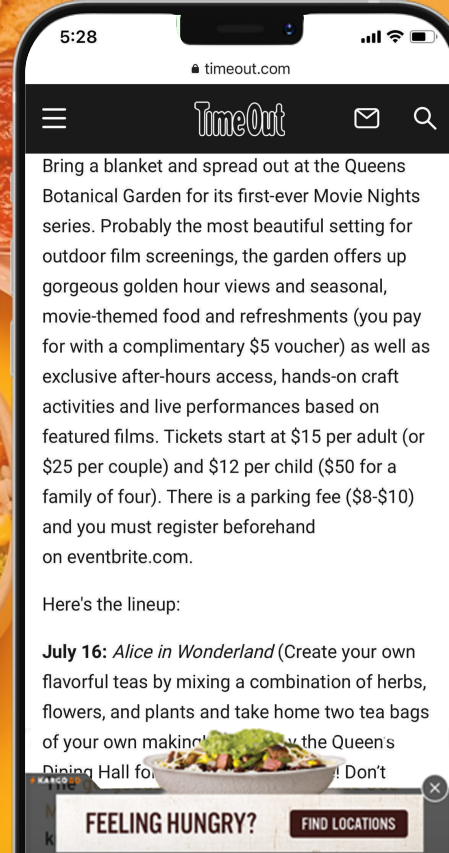 5:28
timeout.com
Time Out
Bring a blanket and spread out at the Queens
Botanical Garden for its first-ever Movie Nights
series. Probably the most beautiful setting for
outdoor film screenings, the garden offers up
gorgeous golden hour views and seasonal,
movie-themed food and refreshments (you pay
for with a complimentary $5 voucher) as well as
exclusive after-hours access, hands-on craft
activities and live performances based on
featured films. Tickets start at $15 per adult (or
$25 per couple) and $12 per child ($50 for a
family of four). There is a parking fee ($8-$10)
and you must register beforehand
on eventbrite.com.
Here's the lineup:
July 16: Alice in Wonderland (Create your own
flavorful teas by mixing a combination of herbs,
flowers, and plants and take home two tea bags
of your own making the Queen's
Dining Hall for ! Don't
KARGO
The
FEELING HUNGRY?
FIND LOCATIONS